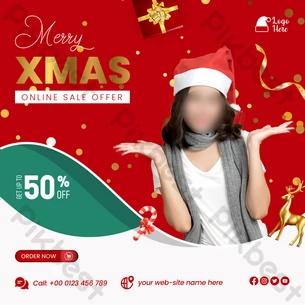 Merry
XMAS
ONLINE SALE OFFER
Logo
Here
GET UP TO
50%
OFF
ORDER NOW
Call: +00 0123 456 789
your web-site name here
Pikbest